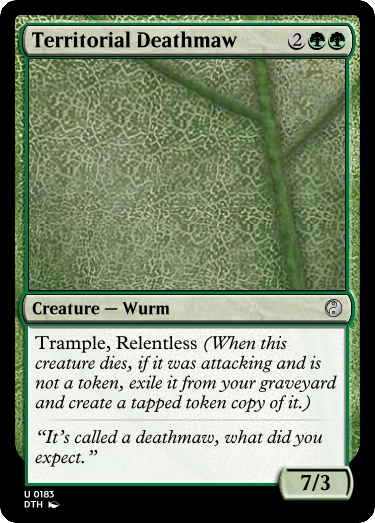 Territorial Deathmaw 2
Creature — Wurm
Trample, Relentless (When this
creature dies, if it was attacking and is
not a token, exile it from your graveyard
and create a tapped token copy of it.)
“It’s called a deathmaw, what did you
expect.”
7/3
U 0183
DTH